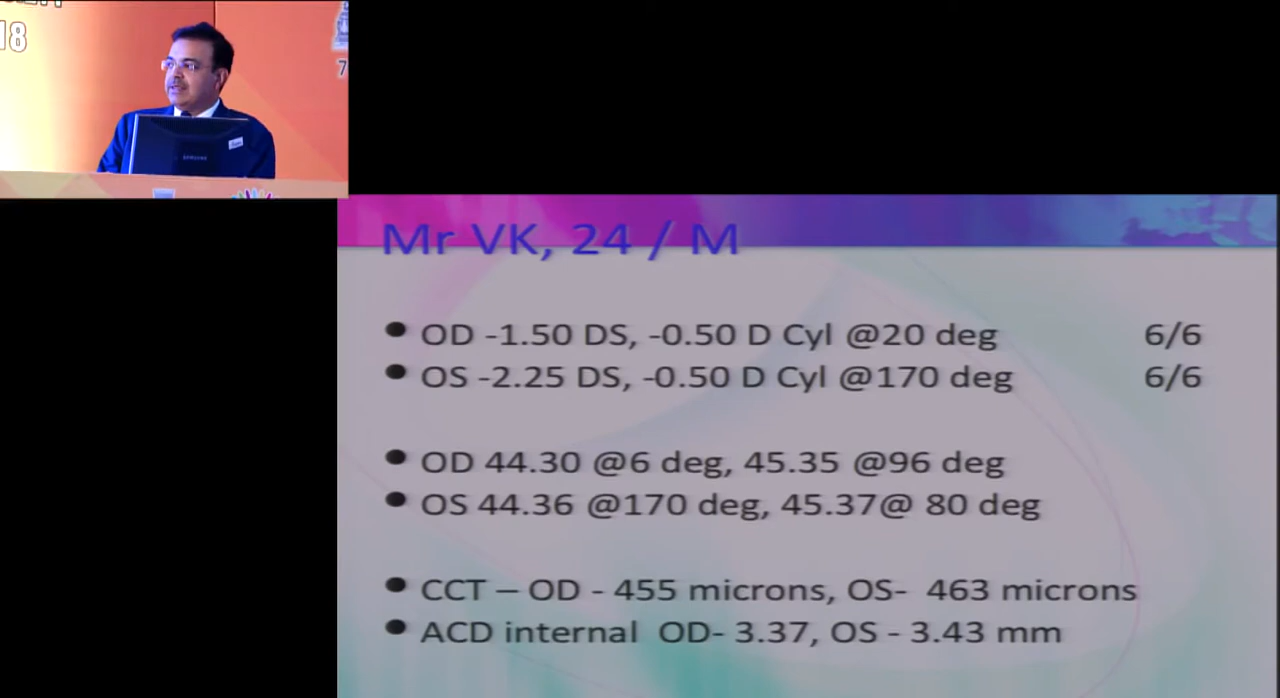 18
7
SAMSUNG
Mr VK, 24 / M
• OD -1.50 DS, -0.50 D Cyl @20 deg 6/6
• OS -2.25 DS, -0.50 D Cyl @170 deg 6/6
• OD 44.30 @6 deg, 45.35 @96 deg
• OS 44.36 @170 deg, 45.37@ 80 deg
• CCT – OD - 455 microns, OS- 463 microns
• ACD internal OD- 3.37, OS - 3.43 mm